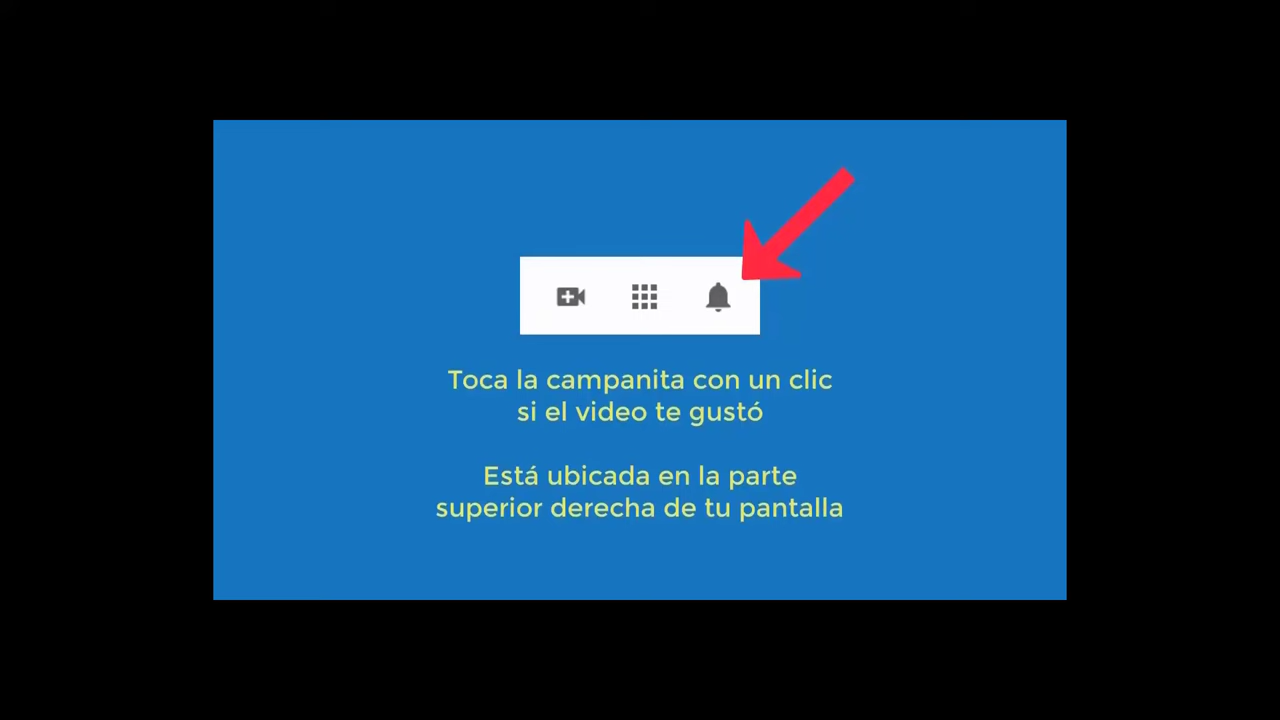 Toca la campanita con un clic
si el video te gustó
Está ubicada en la parte
superior derecha de tu pantalla